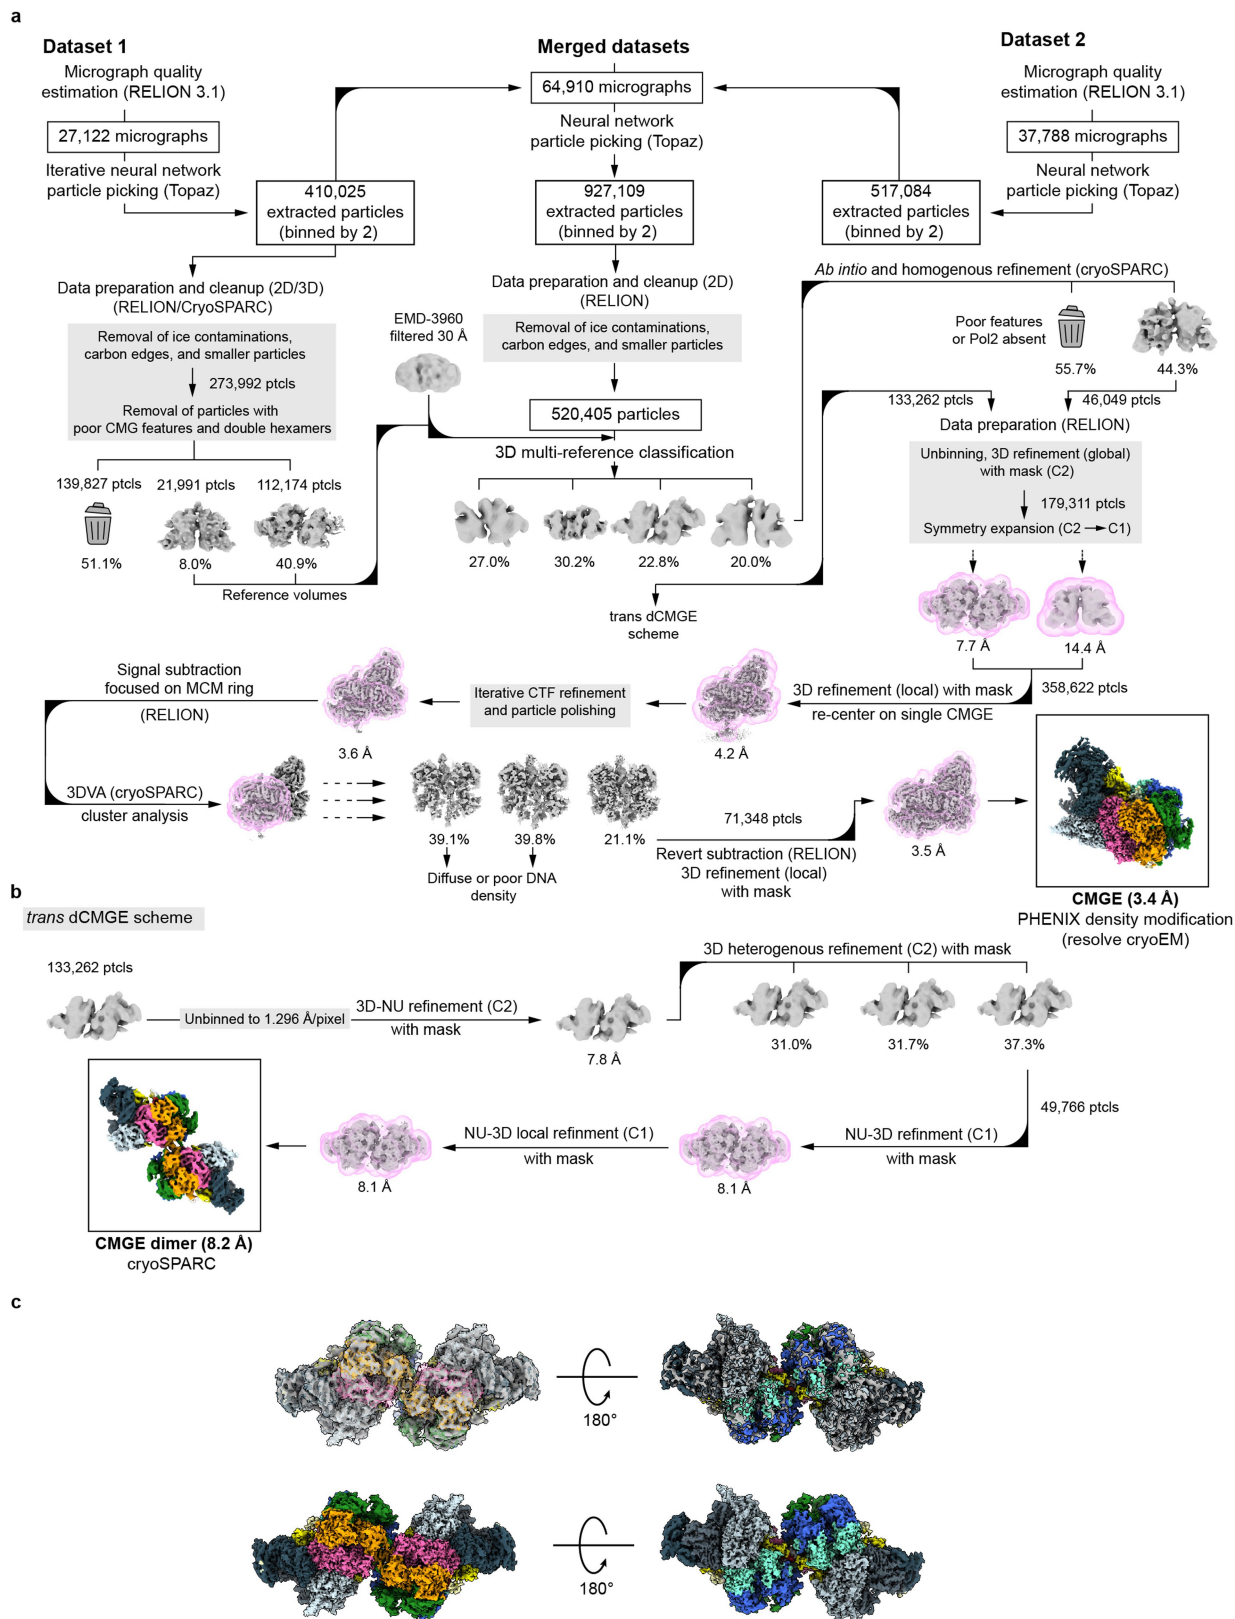 a
Dataset 1
Micrograph quality
estimation (RELION 3.1)
27,122 micrographs
Iterative neural network
particle picking (Topaz)
410,025
extracted particles
(binned by 2)
Merged datasets
64,910 micrographs
Neural network
particle picking (Topaz)
927,109
extracted particles
(binned by 2)
Dataset 2
Micrograph quality
estimation (RELION 3.1)
37,788 micrographs
Neural network
particle picking (Topaz)
517,084
extracted particles
(binned by 2)
Data preparation and cleanup (2D/3D)
(RELION/CryoSPARC)
Removal of ice contaminations,
carbon edges, and smaller particles
273,992 ptcls
Removal of particles with
poor CMG features and double hexamers
139,827 ptcls
21,991 ptcls
112,174 ptcls
51.1%
8.0%
40.9%
Reference volumes
EMD-3960
filtered 30 Å
Data preparation and cleanup (2D)
(RELION)
Removal of ice contaminations,
carbon edges, and smaller particles
520,405 particles
3D multi-reference classification
27.0%
30.2%
22.8%
20.0%
trans dCMGE
scheme
Ab intio and homogenous refinement (cryoSPARC)
Poor features
or Pol2 absent
55.7%
44.3%
133,262 ptcls
46,049 ptcls
Data preparation (RELION)
Unbinning, 3D refinement (global)
with mask (C2)
179,311 ptcls
Symmetry expansion (C2 → C1)
7.7 Å
14.4 Å
358,622 ptcls
3D refinement (local) with mask
re-center on single CMGE
4.2 Å
Iterative CTF refinement
and particle polishing
3.6 Å
Signal subtraction
focused on MCM ring
(RELION)
3DVA (cryoSPARC)
cluster analysis
39.1%
39.8%
21.1%
Diffuse or poor DNA
density
71,348 ptcls
Revert subtraction (RELION)
3D refinement (local)
with mask
3.5 Å
CMGE (3.4 Å)
PHENIX density modification
(resolve cryoEM)
b
trans dCMGE scheme
133,262 ptcls
Unbinned to 1.296 Å/pixel
3D-NU refinement (C2)
with mask
7.8 Å
3D heterogenous refinement (C2) with mask
31.0%
31.7%
37.3%
49,766 ptcls
NU-3D refinment (C1)
with mask
8.1 Å
NU-3D local refinment (C1)
with mask
8.1 Å
CMGE dimer (8.2 Å)
cryoSPARC
c
180°
180°